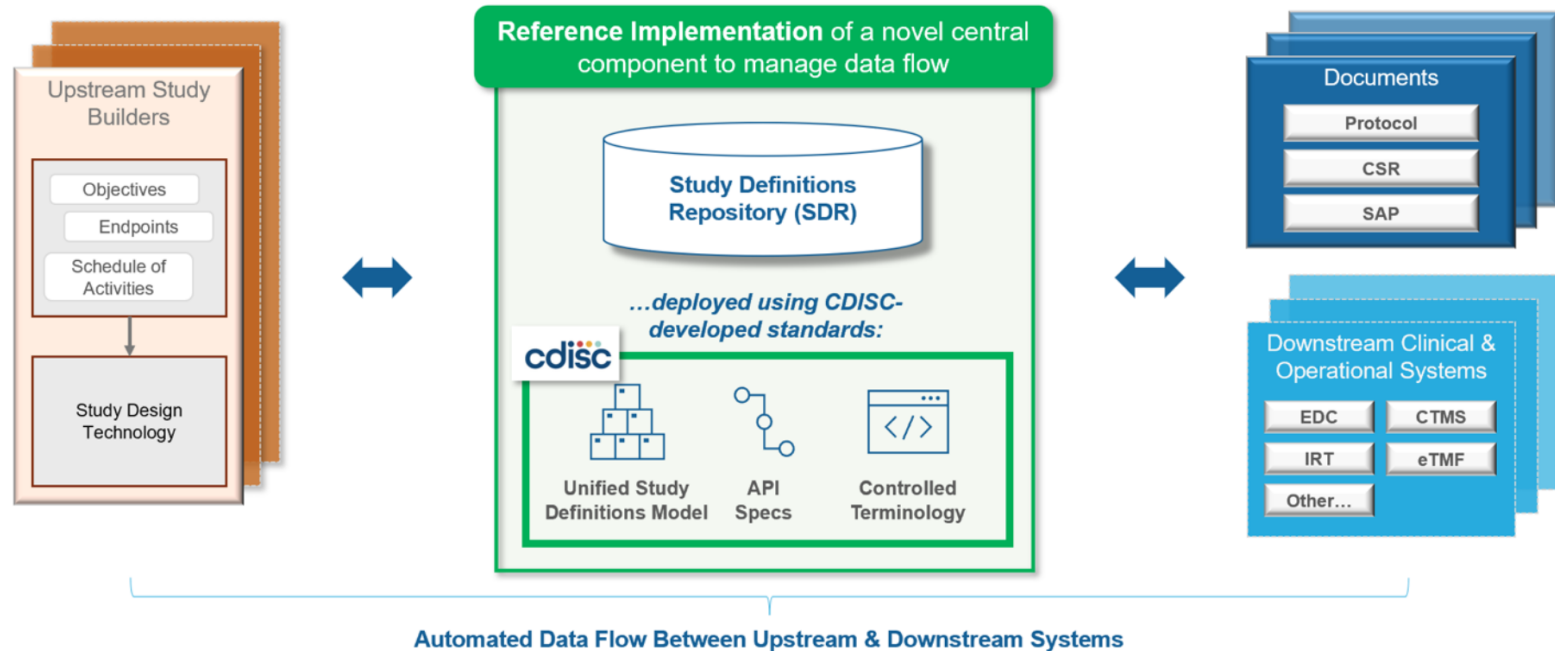 Upstream Study
Builders
Objectives
Endpoints
Schedule of
Activities
Study Design
Technology
Reference Implementation of a novel central
component to manage data flow
Study Definitions
Repository (SDR)
...deployed using CDISC-
developed standards:
cdisc
</>
Unified Study
Definitions Model
API
Specs
Controlled
Terminology
Documents
Protocol
CSR
SAP
Downstream Clinical &
Operational Systems
EDC
CTMS
IRT
eTMF
Other...
Automated Data Flow Between Upstream & Downstream Systems